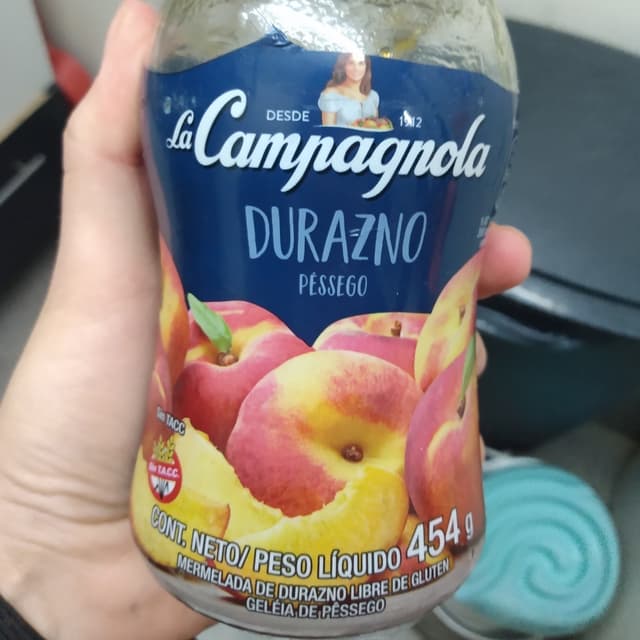 DESDE 1912
La Campagnola
DURAZNO
PÊSSEGO
Sin TACC
Sin T.A.C.C.
CONT. NETO/ PESO LÍQUIDO 454 g
MERMELADA DE DURAZNO LIBRE DE GLUTEN
GELÉIA DE PÊSSEGO